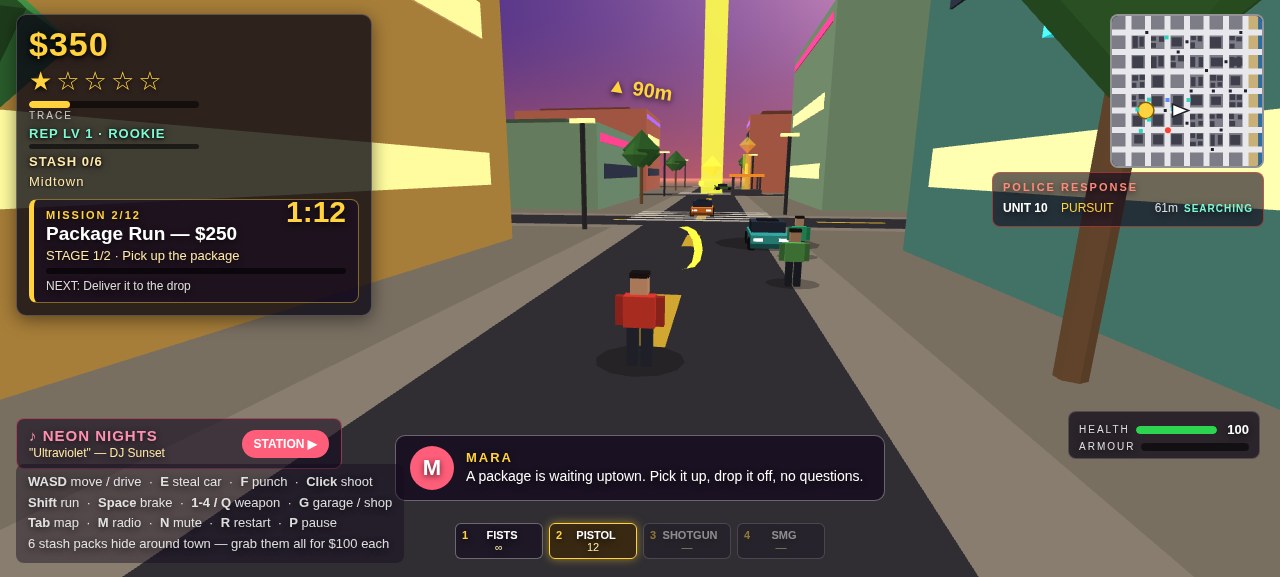 $350
★☆☆☆☆
TRACE
REP LV 1 · ROOKIE
STASH 0/6
Midtown
MISSION 2/12
1:12
Package Run — $250
STAGE 1/2 · Pick up the package
NEXT: Deliver it to the drop
▲ 90m
POLICE RESPONSE
UNIT 10 PURSUIT 61m SEARCHING
♪ NEON NIGHTS
"Ultraviolet" — DJ Sunset
STATION ▶
WASD move / drive · E steal car · F punch · Click shoot
Shift run · Space brake · 1-4 / Q weapon · G garage / shop
Tab map · M radio · N mute · R restart · P pause
6 stash packs hide around town — grab them all for $100 each
M
MARA
A package is waiting uptown. Pick it up, drop it off, no questions.
1 FISTS
∞
2 PISTOL
12
3 SHOTGUN
—
4 SMG
—
HEALTH 100
ARMOUR